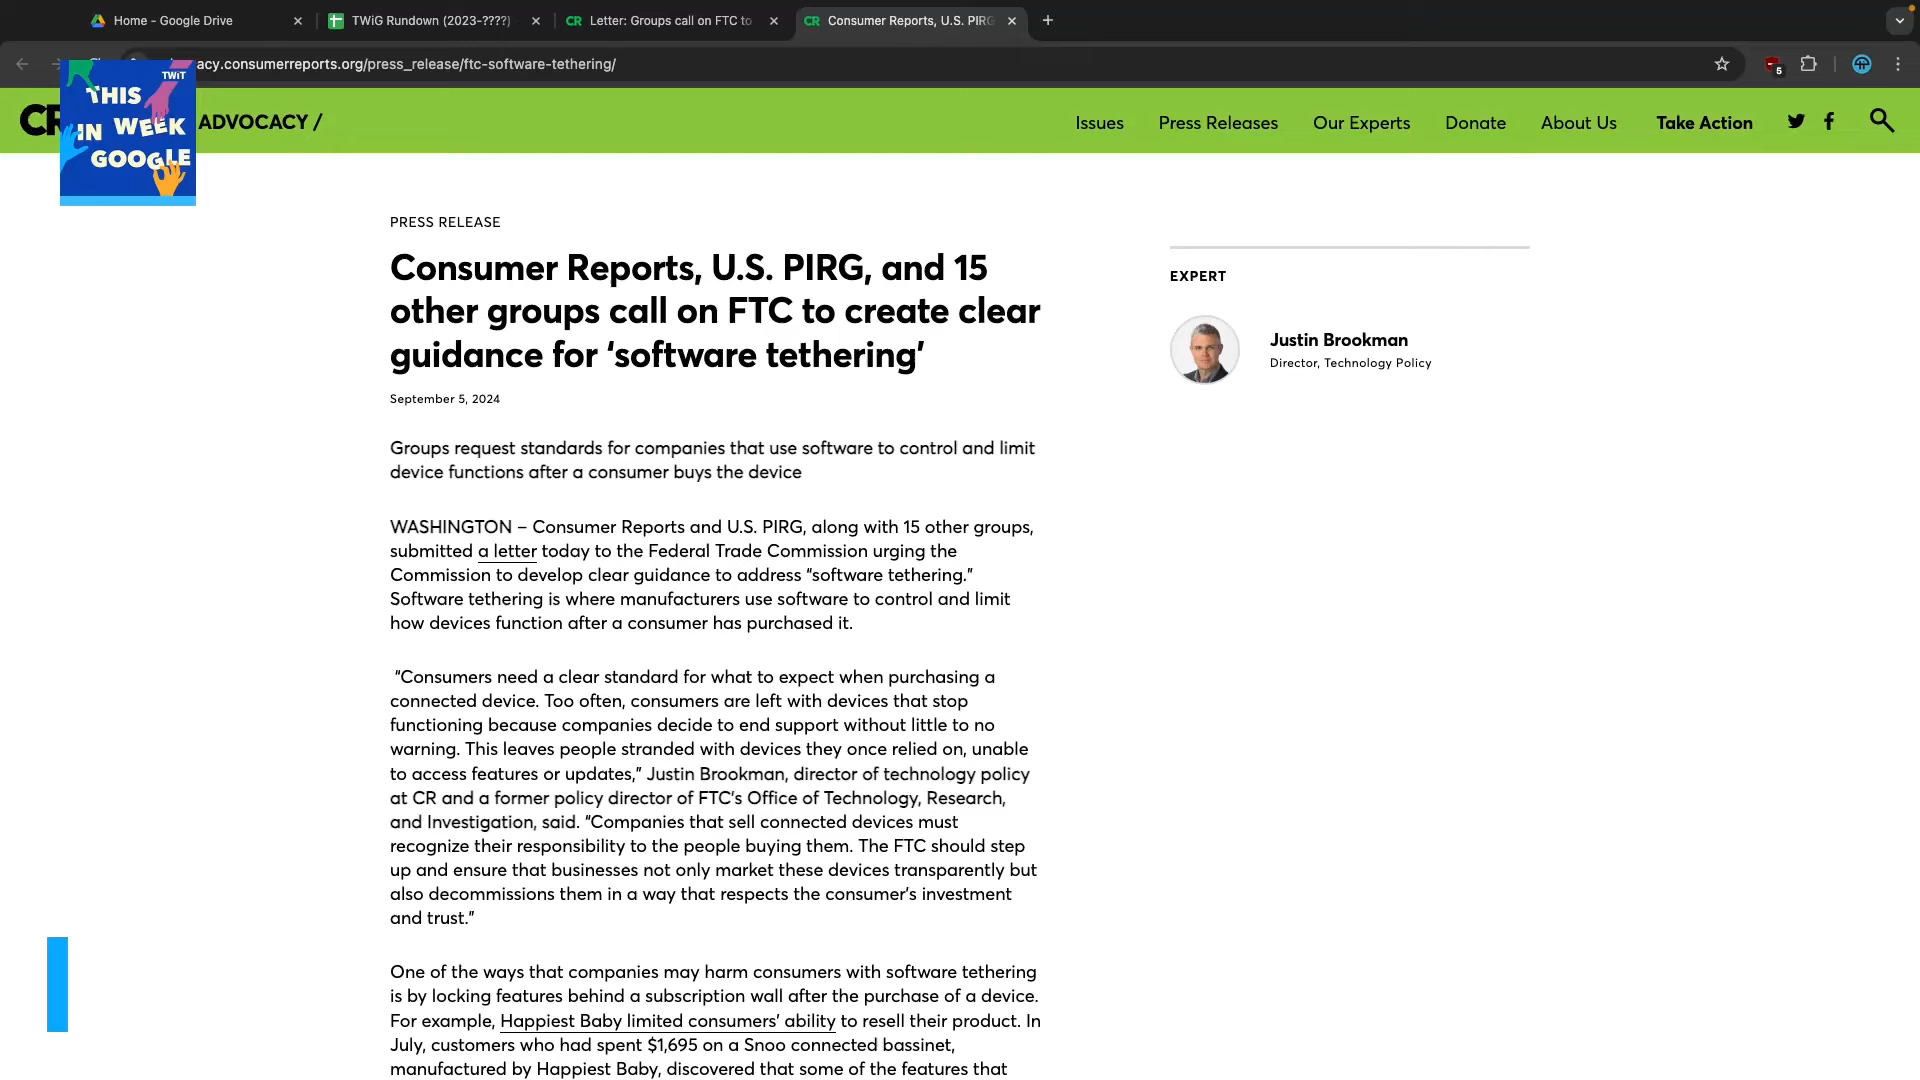 Home - Google Drive
TWiG Rundown (2023-????)
CR Letter: Groups call on FTC to
CR Consumer Reports, U.S. PIRG
acy.consumerreports.org/press_release/ftc-software-tethering/
5
TWiT
THIS
IN WEEK
GOOGLE
CR
ADVOCACY /
Issues
Press Releases
Our Experts
Donate
About Us
Take Action
PRESS RELEASE
Consumer Reports, U.S. PIRG, and 15
other groups call on FTC to create clear
guidance for ‘software tethering’
September 5, 2024
Groups request standards for companies that use software to control and limit
device functions after a consumer buys the device
WASHINGTON – Consumer Reports and U.S. PIRG, along with 15 other groups,
submitted a letter today to the Federal Trade Commission urging the
Commission to develop clear guidance to address “software tethering.”
Software tethering is where manufacturers use software to control and limit
how devices function after a consumer has purchased it.
“Consumers need a clear standard for what to expect when purchasing a
connected device. Too often, consumers are left with devices that stop
functioning because companies decide to end support without little to no
warning. This leaves people stranded with devices they once relied on, unable
to access features or updates,” Justin Brookman, director of technology policy
at CR and a former policy director of FTC’s Office of Technology, Research,
and Investigation, said. “Companies that sell connected devices must
recognize their responsibility to the people buying them. The FTC should step
up and ensure that businesses not only market these devices transparently but
also decommissions them in a way that respects the consumer’s investment
and trust.”
One of the ways that companies may harm consumers with software tethering
is by locking features behind a subscription wall after the purchase of a device.
For example, Happiest Baby limited consumers’ ability to resell their product. In
July, customers who had spent $1,695 on a Snoo connected bassinet,
manufactured by Happiest Baby, discovered that some of the features that
EXPERT
Justin Brookman
Director, Technology Policy